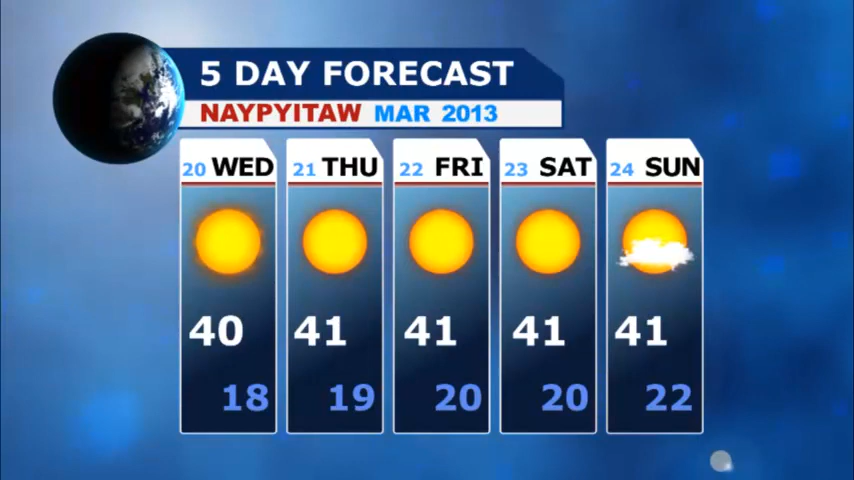 5 DAY FORECAST
NAYPYITAW MAR 2013
20 WED 21 THU 22 FRI 23 SAT 24 SUN
40 41 41 41 41
18 19 20 20 22